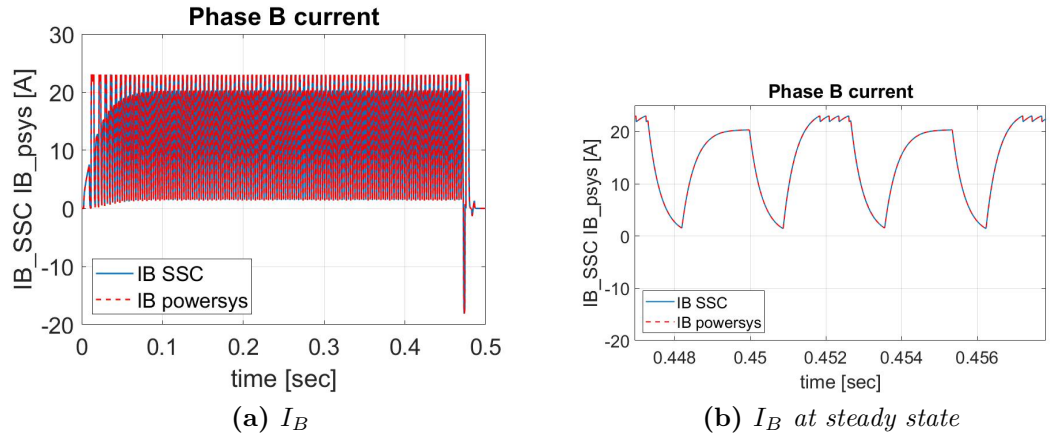 Phase B current
IB_SSC IB_psys [A]
30
20
10
0
-10
-20
IB SSC
IB powersys
0
0.1
0.2
0.3
0.4
0.5
time [sec]
(a) I_B
Phase B current
IB_SSC IB_psys [A]
20
10
0
-10
-20
IB SSC
IB powersys
0.448
0.45
0.452
0.454
0.456
time [sec]
(b) I_B at steady state